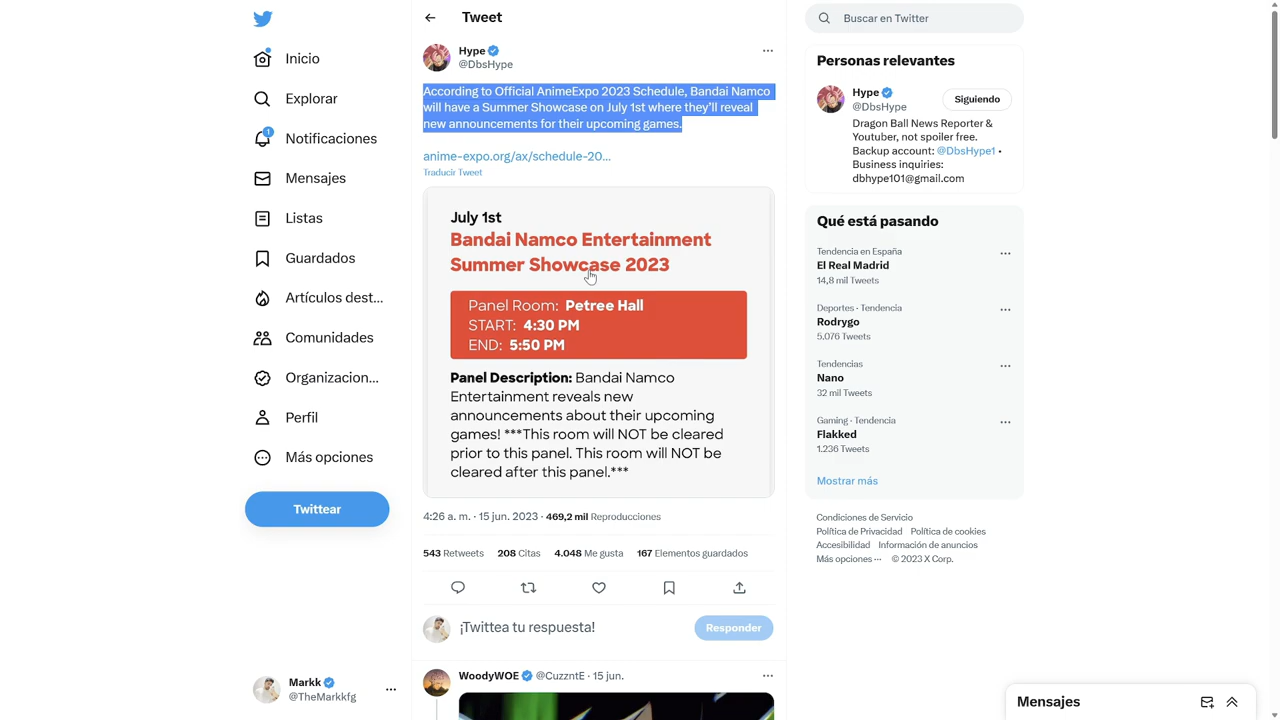 Inicio
Explorar
1
Notificaciones
Mensajes
Listas
Guardados
Artículos dest...
Comunidades
Organizacion...
Perfil
Más opciones
Twittear
Markk
@TheMarkkfg
Tweet
Hype
@DbsHype
According to Official AnimeExpo 2023 Schedule, Bandai Namco
will have a Summer Showcase on July 1st where they'll reveal
new announcements for their upcoming games.
anime-expo.org/ax/schedule-20...
Traducir Tweet
July 1st
Bandai Namco Entertainment
Summer Showcase 2023
Panel Room: Petree Hall
START: 4:30 PM
END: 5:50 PM
Panel Description: Bandai Namco
Entertainment reveals new
announcements about their upcoming
games! ***This room will NOT be cleared
prior to this panel. This room will NOT be
cleared after this panel.***
4:26 a. m. · 15 jun. 2023 · 469,2 mil Reproducciones
543 Retweets 208 Citas 4.048 Me gusta 167 Elementos guardados
¡Twittea tu respuesta!
Responder
WoodyWOE @CuzzntE · 15 jun.
Buscar en Twitter
Personas relevantes
Hype
@DbsHype
Siguiendo
Dragon Ball News Reporter &
Youtuber, not spoiler free.
Backup account: @DbsHype1 •
Business inquiries:
dbhype101@gmail.com
Qué está pasando
Tendencia en España
El Real Madrid
14,8 mil Tweets
Deportes · Tendencia
Rodrygo
5.076 Tweets
Tendencias
Nano
32 mil Tweets
Gaming · Tendencia
Flakked
1.236 Tweets
Mostrar más
Condiciones de Servicio
Política de Privacidad Política de cookies
Accesibilidad Información de anuncios
Más opciones ··· © 2023 X Corp.
Mensajes